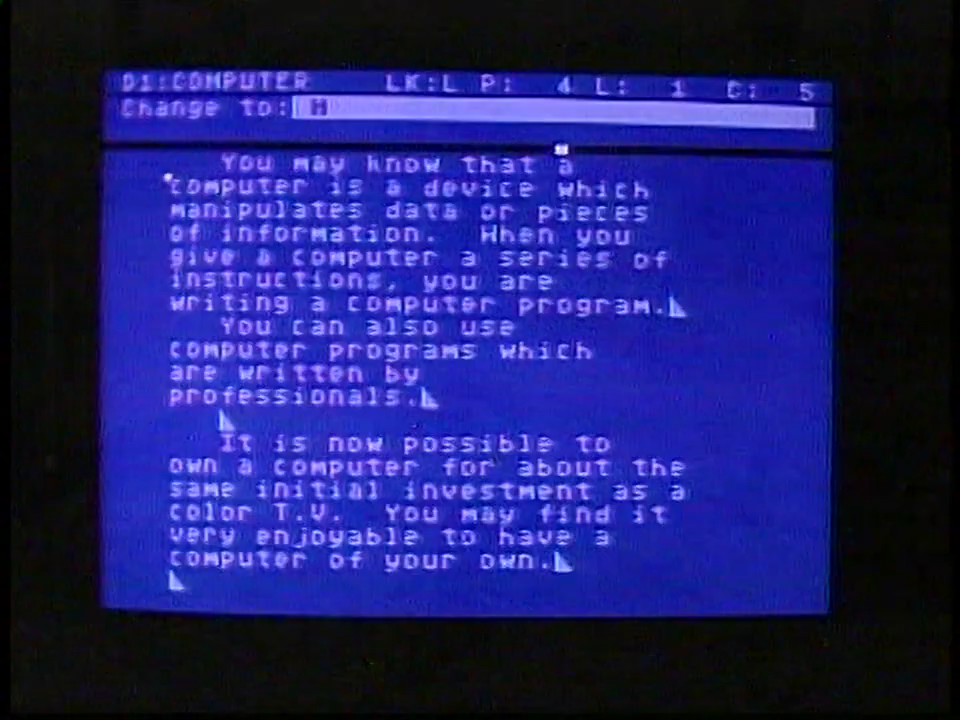 D1:COMPUTER LK:L P: 4 L: 1 C: 5
Change to: H
You may know that a
computer is a device which
manipulates data or pieces
of information. When you
give a computer a series of
instructions, you are
writing a computer program.
You can also use
computer programs which
are written by
professionals.
It is now possible to
own a computer for about the
same initial investment as a
color T.V. You may find it
very enjoyable to have a
computer of your own.